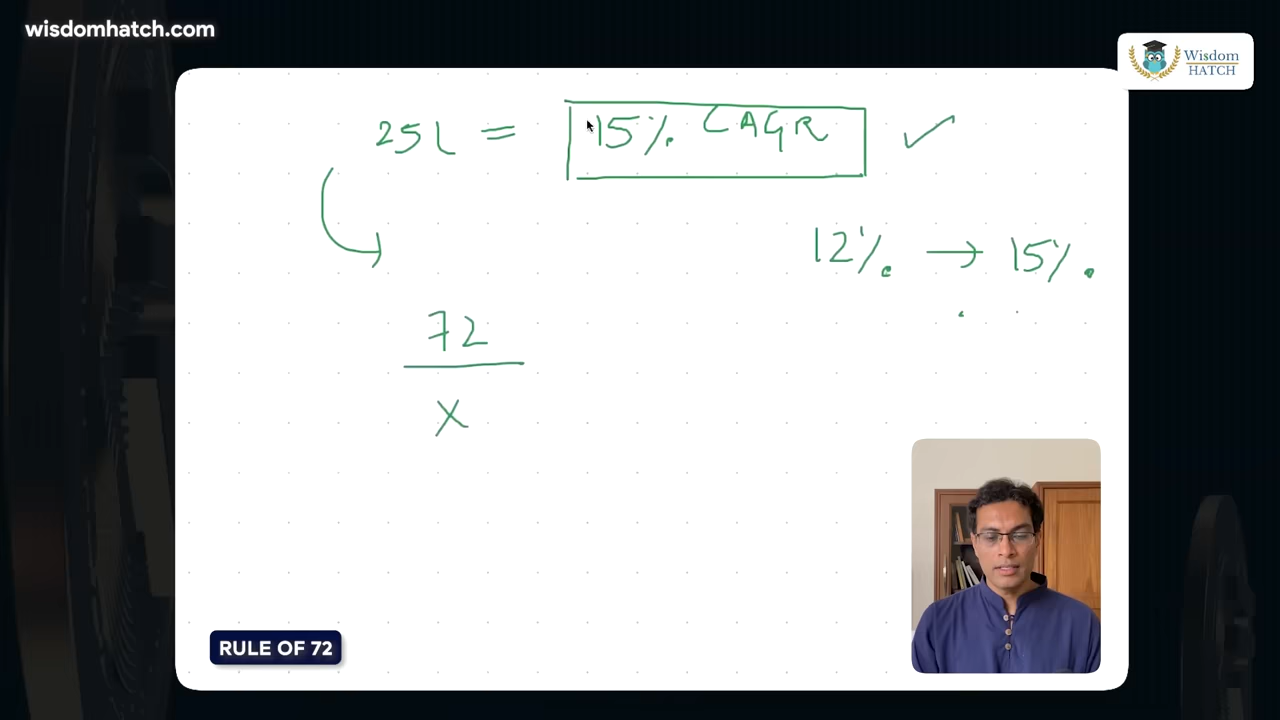 wisdomhatch.com
Wisdom
HATCH
25L = 15% CAGR ✓
12%. → 15%.
72
X
RULE OF 72